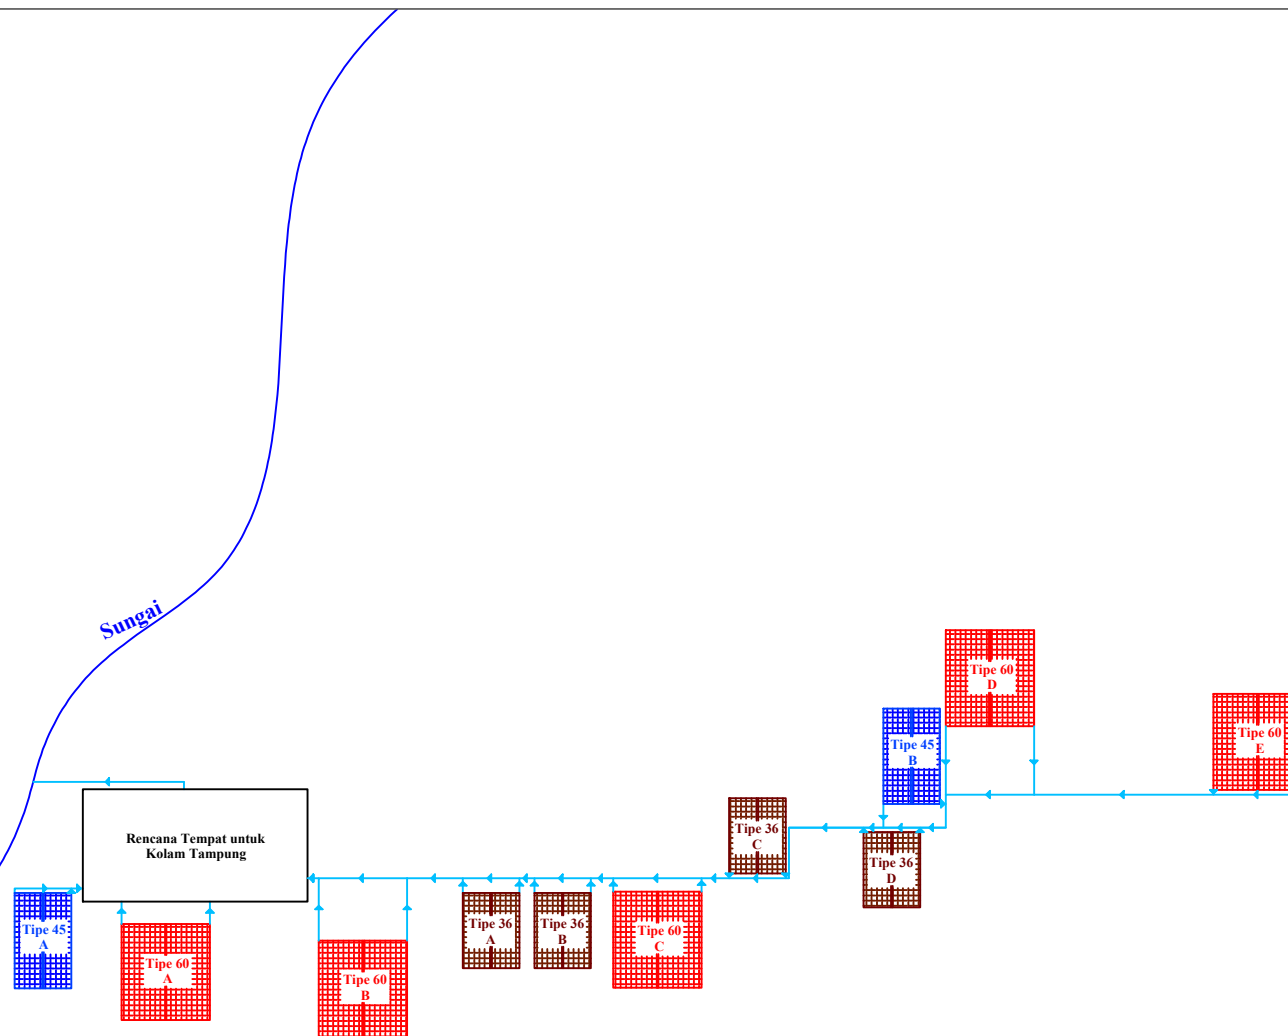 Sungai
Tipe 60
D
Tipe 60
E
Tipe 45
B
Tipe 36
C
Rencana Tempat untuk
Kolam Tampung
Tipe 36
D
Tipe 45
A
Tipe 36
A
Tipe 36
B
Tipe 60
C
Tipe 60
A
Tipe 60
B